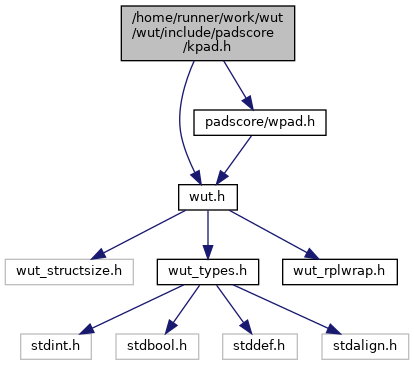 /home/runner/work/wut
/wut/include/padscore
/kpad.h
padscore/wpad.h
wut.h
wut_structsize.h
wut_types.h
wut_rplwrap.h
stdint.h
stdbool.h
stddef.h
stdalign.h